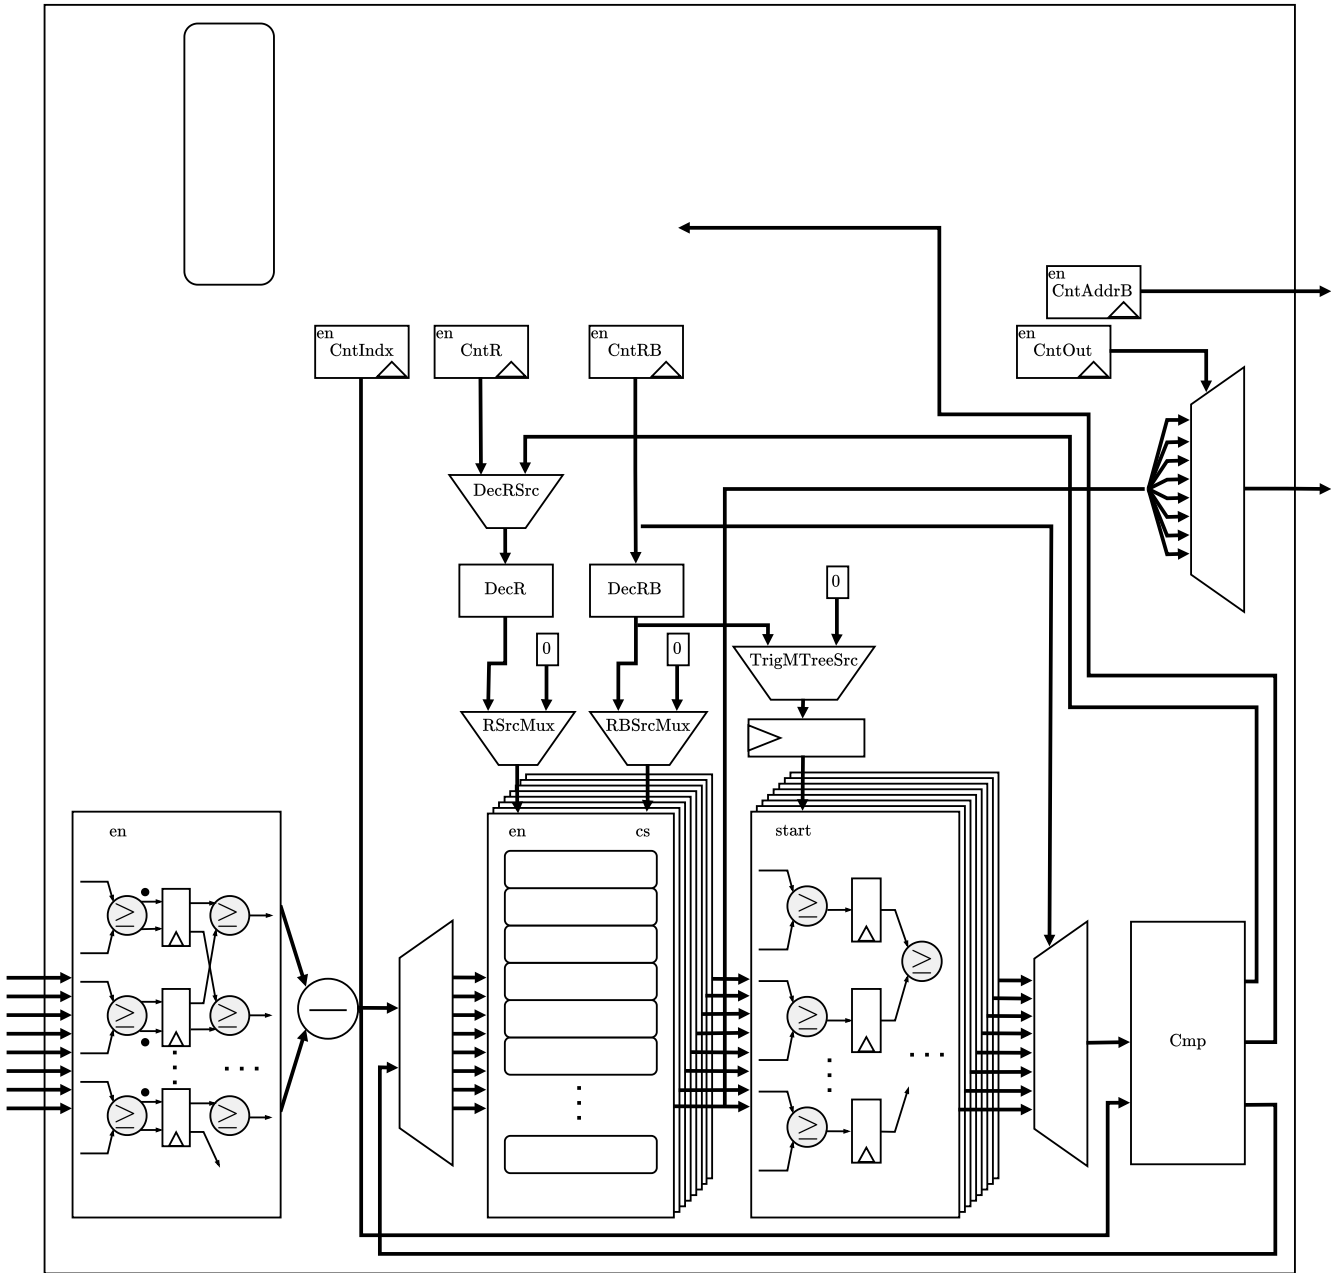 en
CntAddrB
en
CntIndx
en
CntR
en
CntRB
en
CntOut
DecRSrc
DecR
DecRB
0
0
0
TrigMTreeSrc
RSrcMux
RBSrcMux
en
en
cs
start
≥
≥
≥
≥
≥
≥
≥
≥
≥
≥
—
Cmp